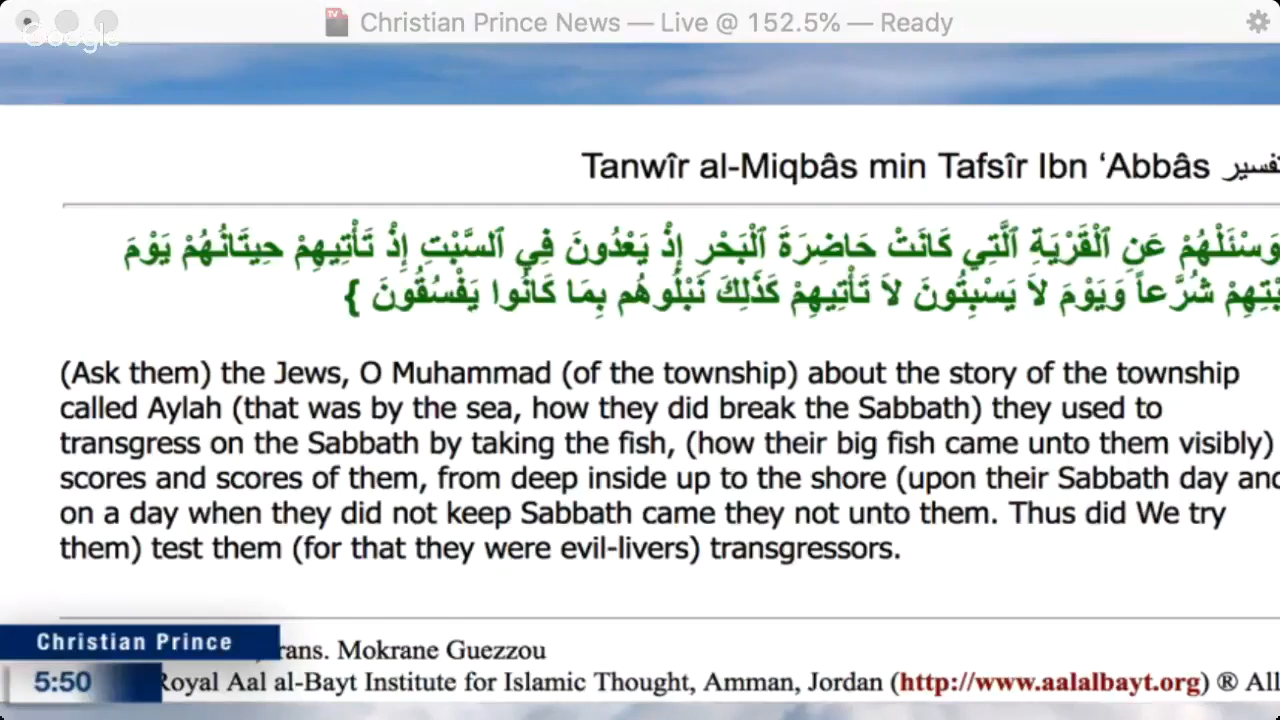 Google
TV
Christian Prince News — Live @ 152.5% — Ready
Tanwîr al-Miqbâs min Tafsîr Ibn ‘Abbâs تفسير
وَسْئَلْهُمْ عَنِ ٱلْقَرْيَةِ ٱلَّتِي كَانَتْ حَاضِرَةَ ٱلْبَحْرِ إِذْ يَعْدُونَ فِي ٱلسَّبْتِ إِذْ تَأْتِيهِمْ حِيتَانُهُمْ يَوْمَ
شُرَّعاً وَيَوْمَ لاَ يَسْبِتُونَ لاَ تَأْتِيهِمْ كَذَلِكَ نَبْلُوهُم بِمَا كَانُوا يَفْسُقُونَ }
(Ask them) the Jews, O Muhammad (of the township) about the story of the township
called Aylah (that was by the sea, how they did break the Sabbath) they used to
transgress on the Sabbath by taking the fish, (how their big fish came unto them visibly)
scores and scores of them, from deep inside up to the shore (upon their Sabbath day and
on a day when they did not keep Sabbath came they not unto them. Thus did We try
them) test them (for that they were evil-livers) transgressors.
Christian Prince
rans. Mokrane Guezzou
5:50
Royal Aal al-Bayt Institute for Islamic Thought, Amman, Jordan (http://www.aalalbayt.org) ® All